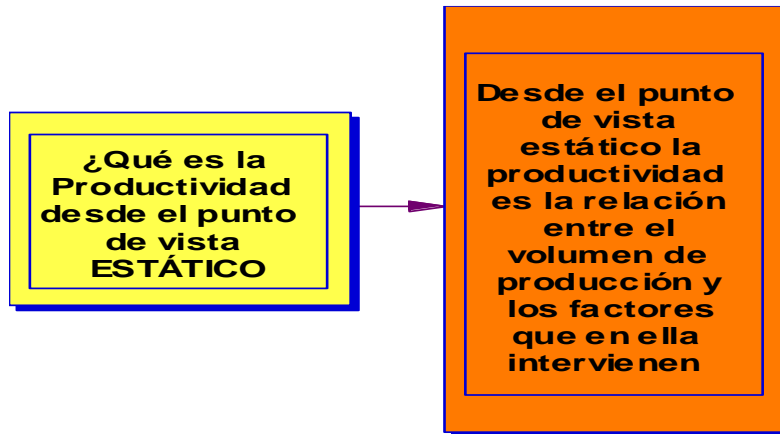 ¿Qué es la
Productividad
desde el punto
de vista
ESTÁTICO
Desde el punto
de vista
estático la
productividad
es la relación
entre el
volumen de
producción y
los factores
que en ella
intervienen